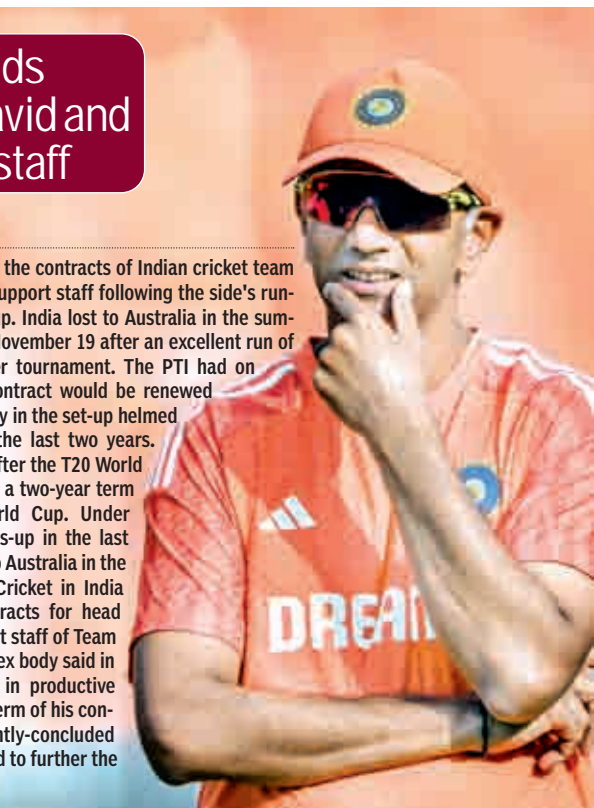 ds
avid and
staff
the contracts of Indian cricket team
upport staff following the side's run-
p. India lost to Australia in the sum-
November 19 after an excellent run of
er tournament. The PTI had on
ontract would be renewed
y in the set-up helmed
the last two years.
fter the T20 World
a two-year term
rld Cup. Under
s-up in the last
o Australia in the
Cricket in India
racts for head
t staff of Team
ex body said in
in productive
erm of his con-
ntly-concluded
d to further the
DREAM